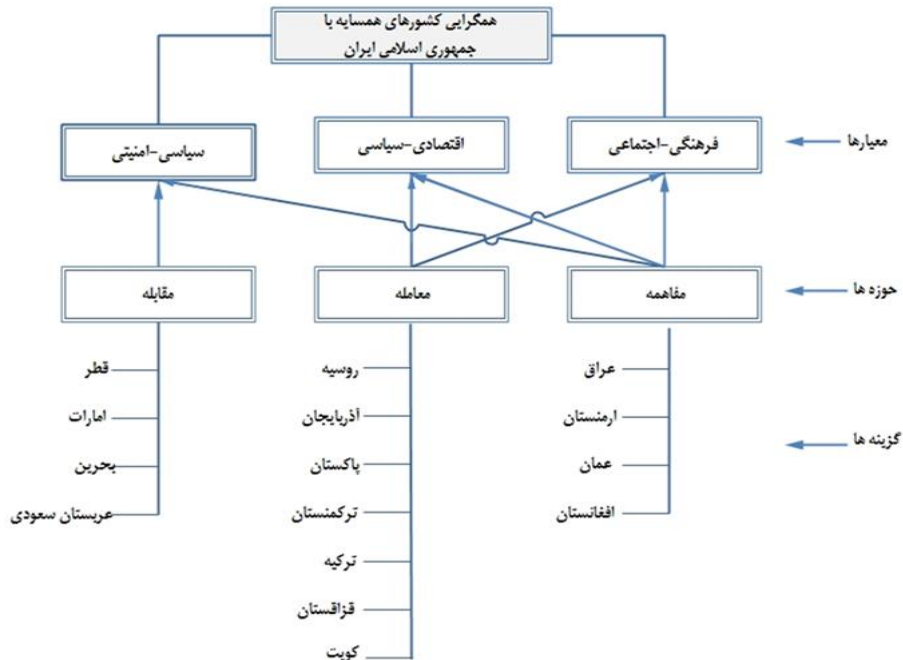 همگرایی کشورهای همسایه با
جمهوری اسلامی ایران
معیارها
فرهنگی-اجتماعی
اقتصادی-سیاسی
سیاسی-امنیتی
حوزه ها
مفاهمه
معامله
مقابله
گزینه ها
عراق
ارمنستان
عمان
افغانستان
روسیه
آذربایجان
پاکستان
ترکمنستان
ترکیه
قزاقستان
کویت
قطر
امارات
بحرین
عربستان سعودی